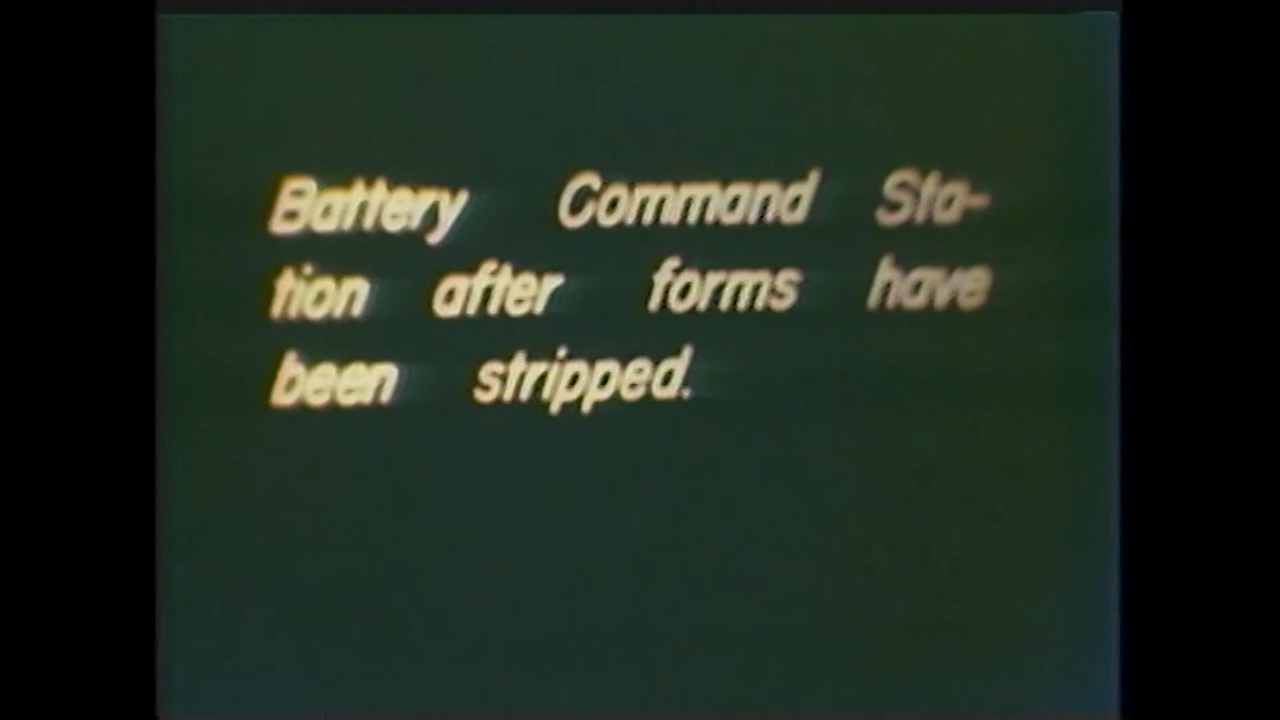 Battery Command Sta-
tion after forms have
been stripped.